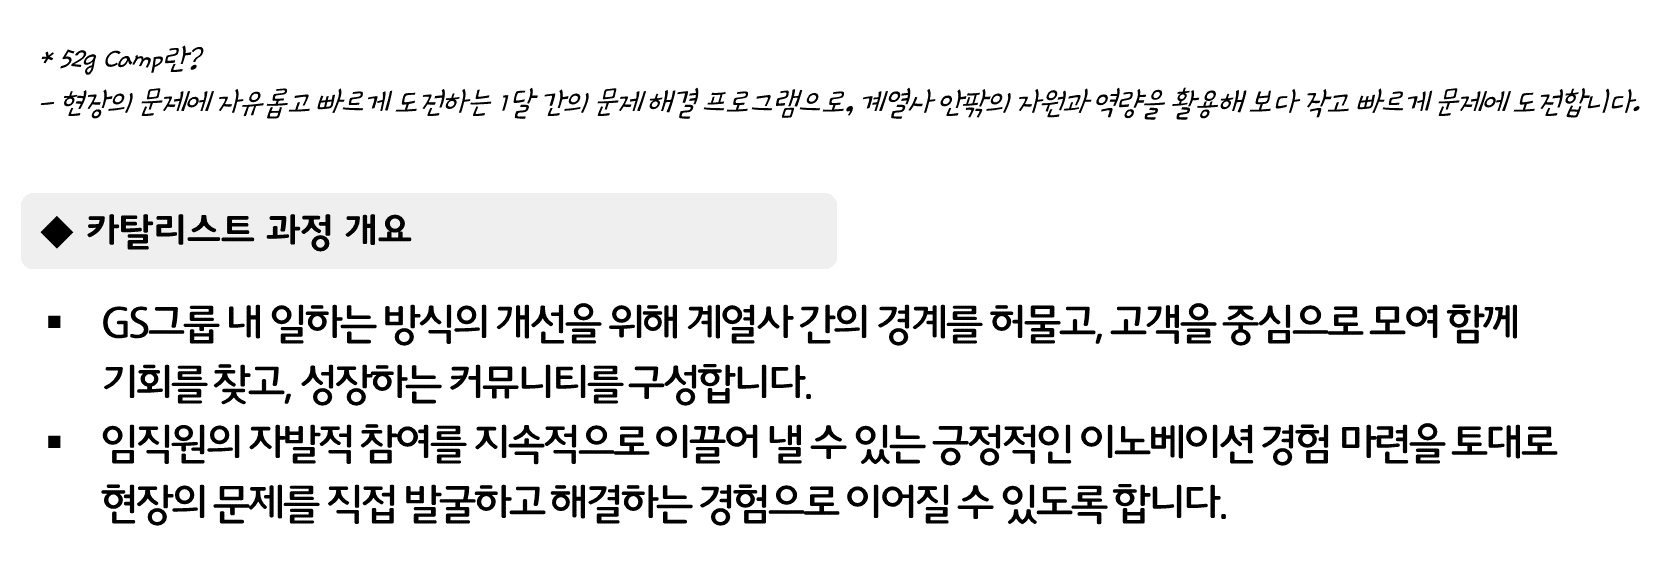 * 52g Camp란?
- 현장의 문제에 자유롭고 빠르게 도전하는 1달 간의 문제 해결 프로그램으로, 계열사 안팎의 자원과 역량을 활용해 보다 작고 빠르게 문제에 도전합니다.
◆ 카탈리스트 과정 개요
▪ GS그룹 내 일하는 방식의 개선을 위해 계열사 간의 경계를 허물고, 고객을 중심으로 모여 함께
기회를 찾고, 성장하는 커뮤니티를 구성합니다.
▪ 임직원의 자발적 참여를 지속적으로 이끌어 낼 수 있는 긍정적인 이노베이션 경험 마련을 토대로
현장의 문제를 직접 발굴하고 해결하는 경험으로 이어질 수 있도록 합니다.